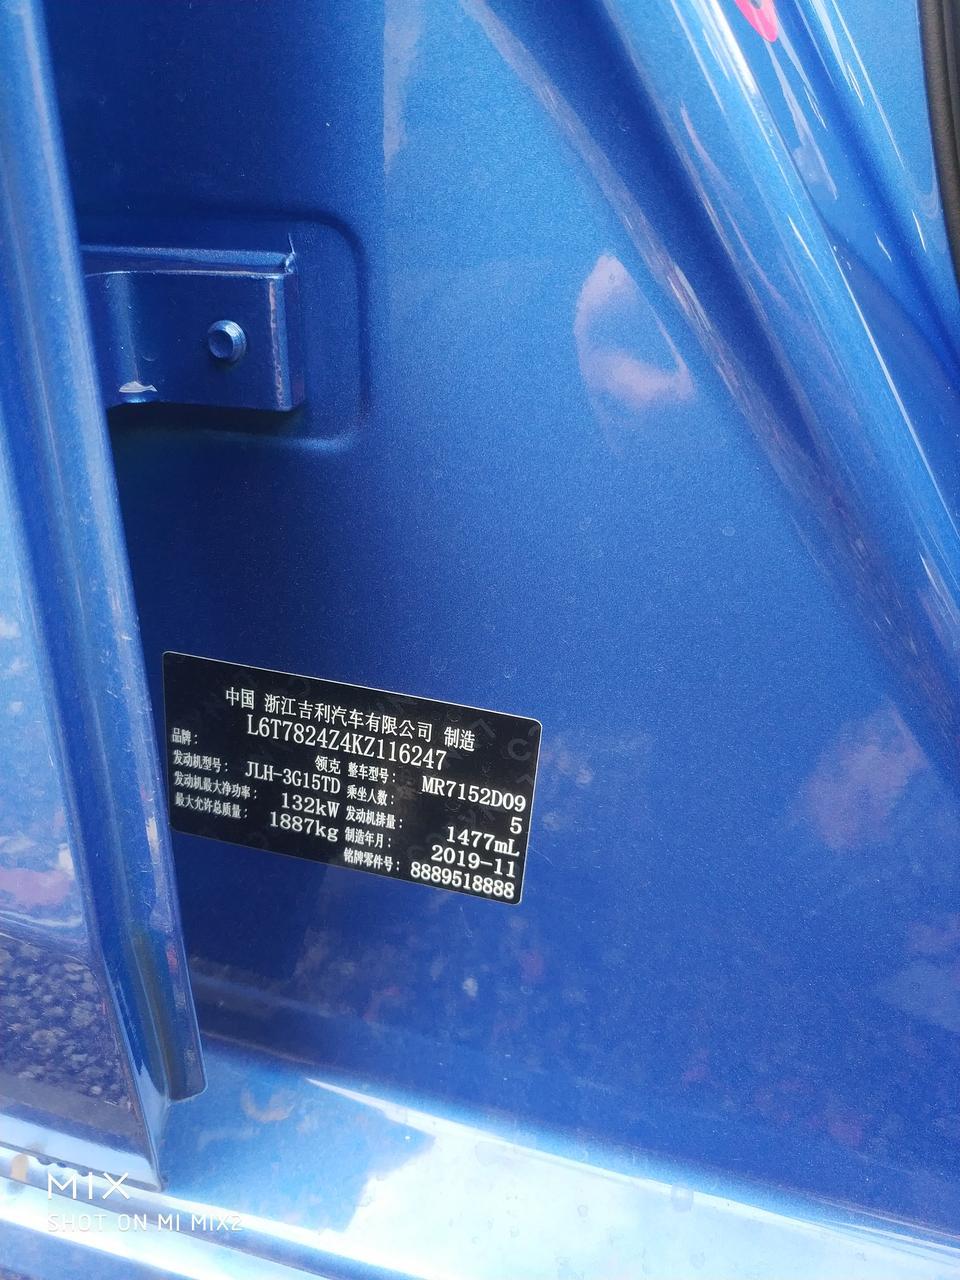 中国 浙江吉利汽车有限公司 制造
L6T7824Z4KZ116247
品牌： 领克 整车型号： MR7152D09
发动机型号： JLH-3G15TD 乘坐人数： 5
发动机最大净功率： 132kW 发动机排量： 1477mL
最大允许总质量： 1887kg 制造年月： 2019-11
铭牌零件号： 8889518888
MIX
SHOT ON MI MIX2